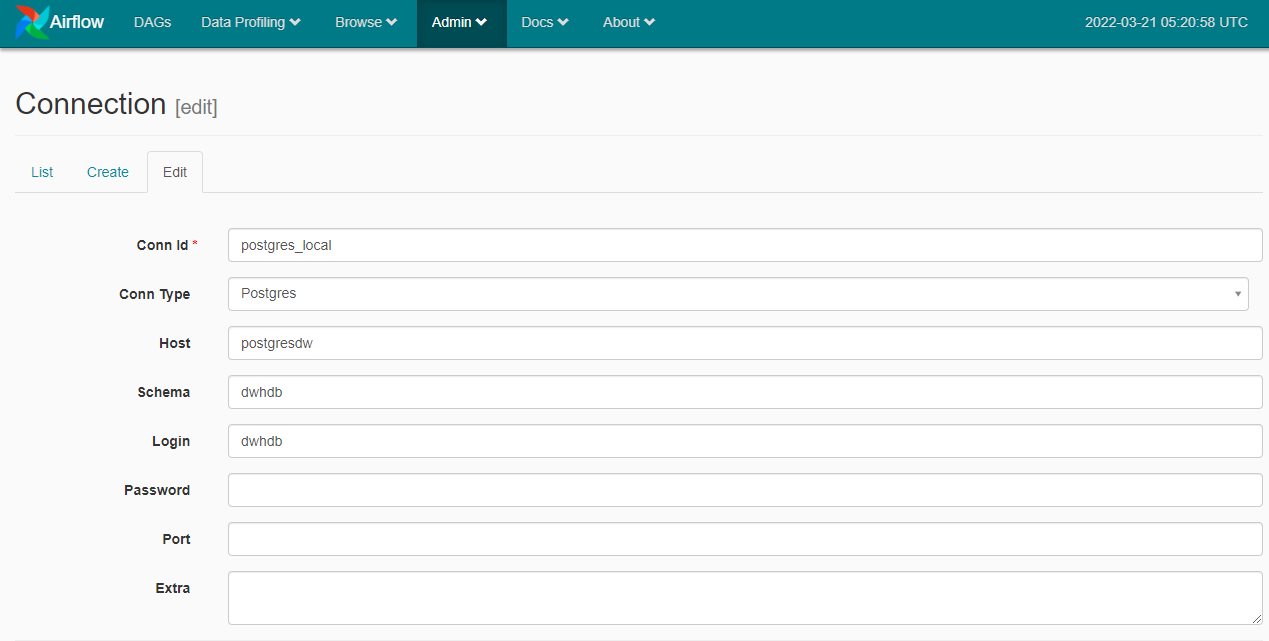 Airflow DAGs Data Profiling Browse Admin Docs About 2022-03-21 05:20:58 UTC
Connection [edit]
List Create Edit
Conn Id * postgres_local
Conn Type Postgres
Host postgresdw
Schema dwhdb
Login dwhdb
Password
Port
Extra